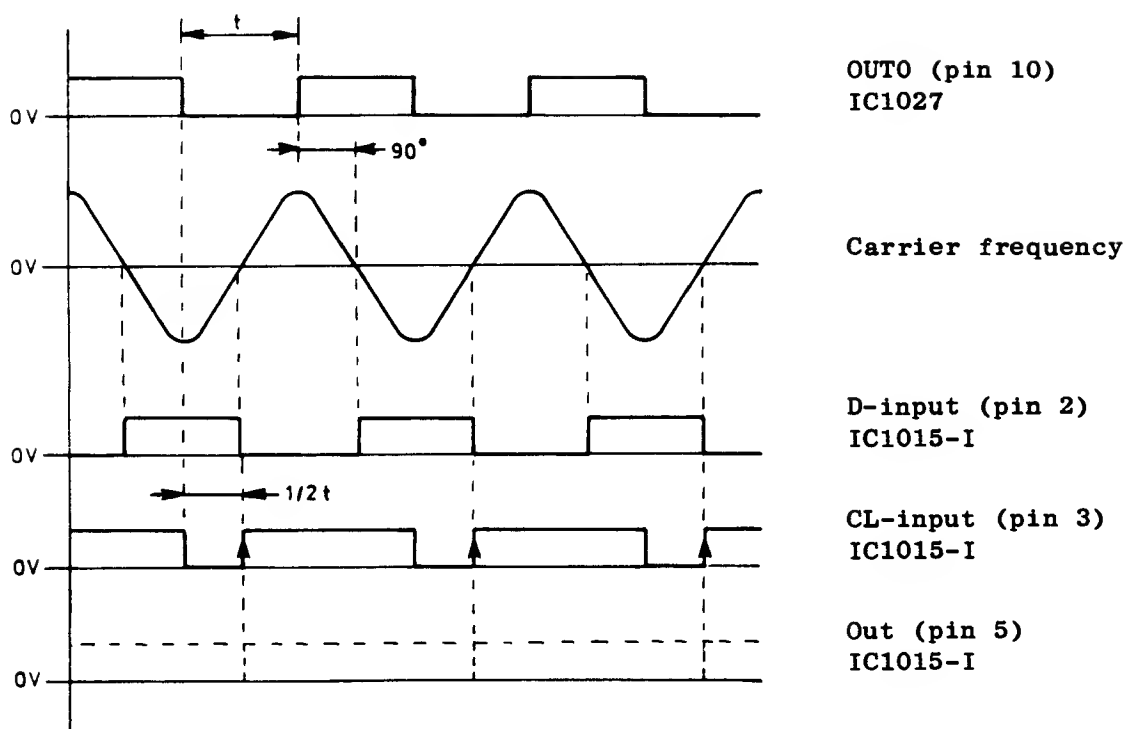 t
OUT0 (pin 10)
IC1027
0V
90°
Carrier frequency
0V
D-input (pin 2)
IC1015-I
0V
1/2 t
CL-input (pin 3)
IC1015-I
0V
Out (pin 5)
IC1015-I
0V